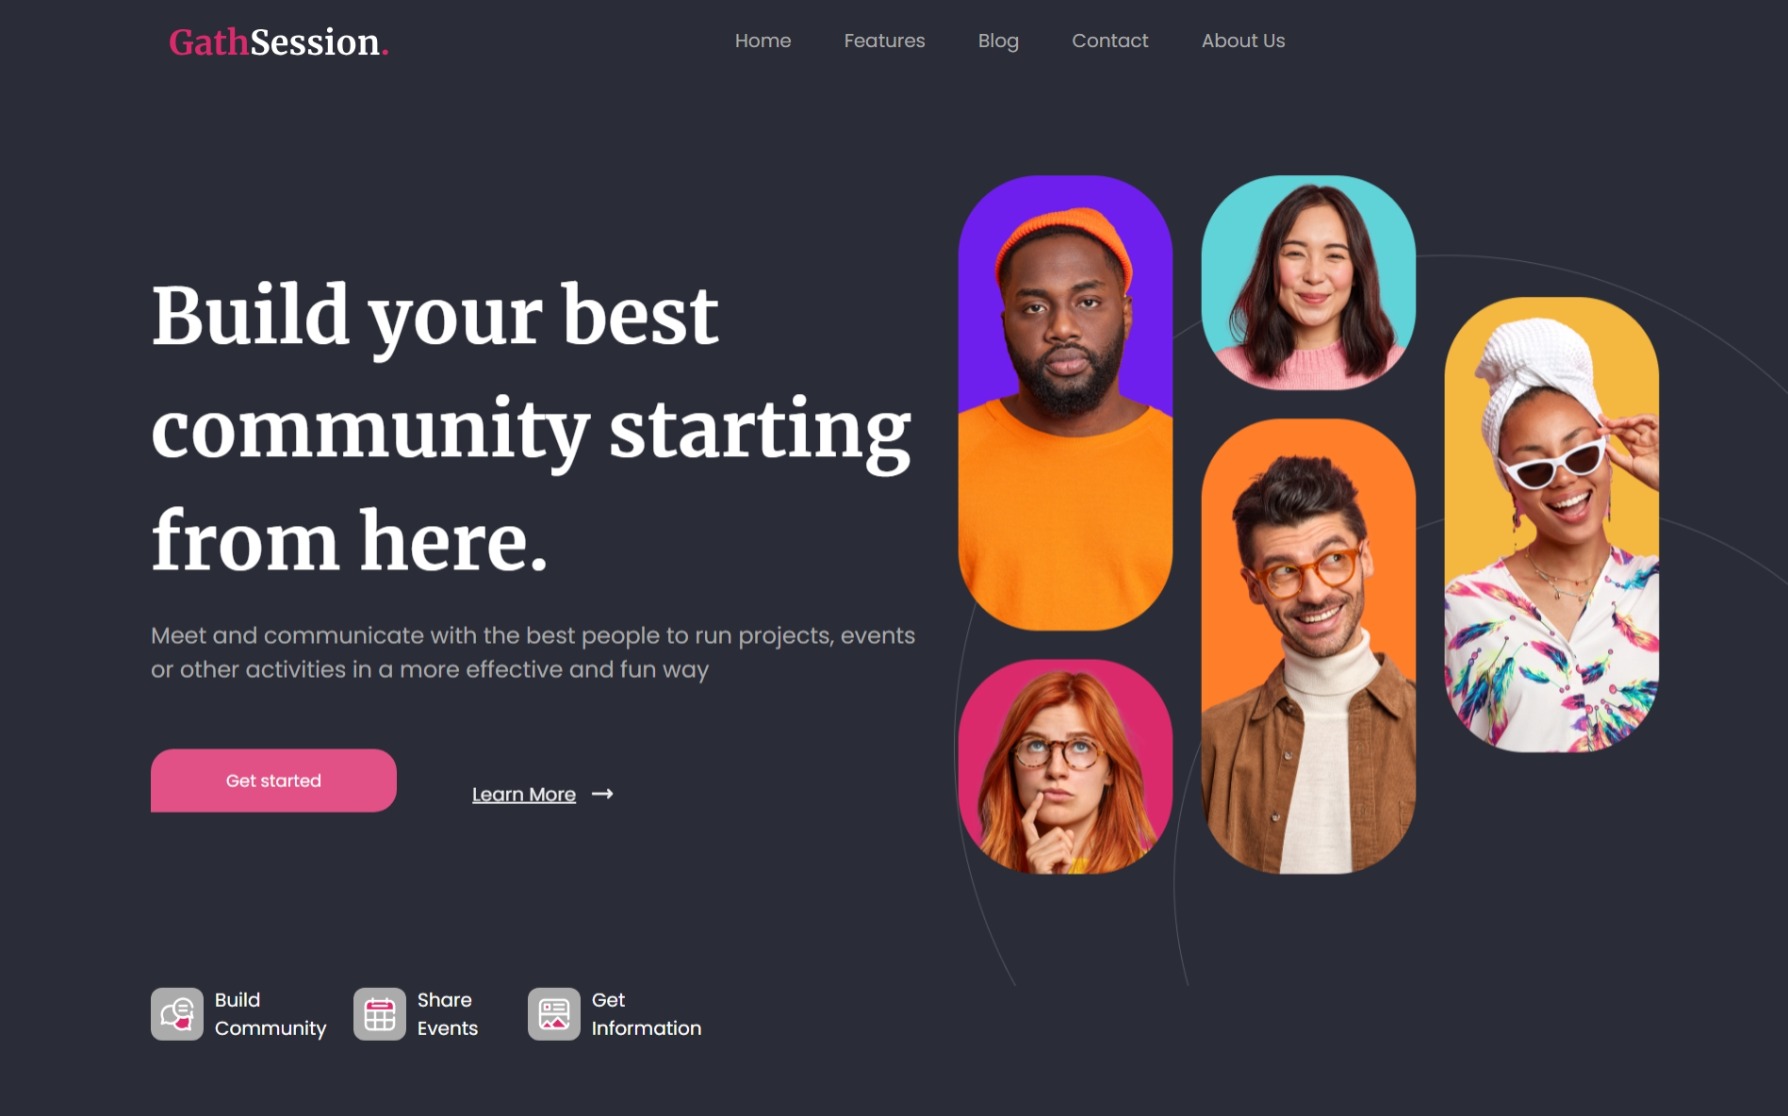 GathSession.
Home Features Blog Contact About Us
Build your best
community starting
from here.
Meet and communicate with the best people to run projects, events
or other activities in a more effective and fun way
Get started
Learn More
Build
Community
Share
Events
Get
Information